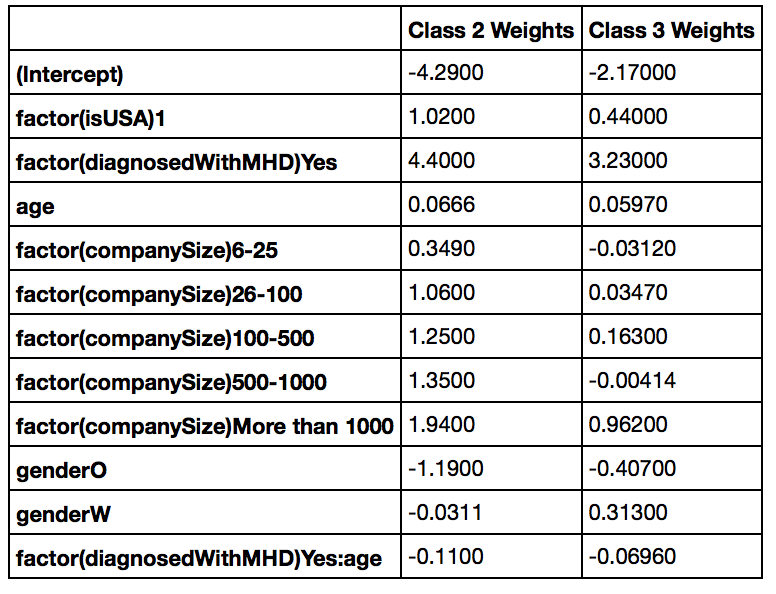 Class 2 Weights Class 3 Weights
(Intercept) -4.2900 -2.17000
factor(isUSA)1 1.0200 0.44000
factor(diagnosedWithMHD)Yes 4.4000 3.23000
age 0.0666 0.05970
factor(companySize)6-25 0.3490 -0.03120
factor(companySize)26-100 1.0600 0.03470
factor(companySize)100-500 1.2500 0.16300
factor(companySize)500-1000 1.3500 -0.00414
factor(companySize)More than 1000 1.9400 0.96200
genderO -1.1900 -0.40700
genderW -0.0311 0.31300
factor(diagnosedWithMHD)Yes:age -0.1100 -0.06960